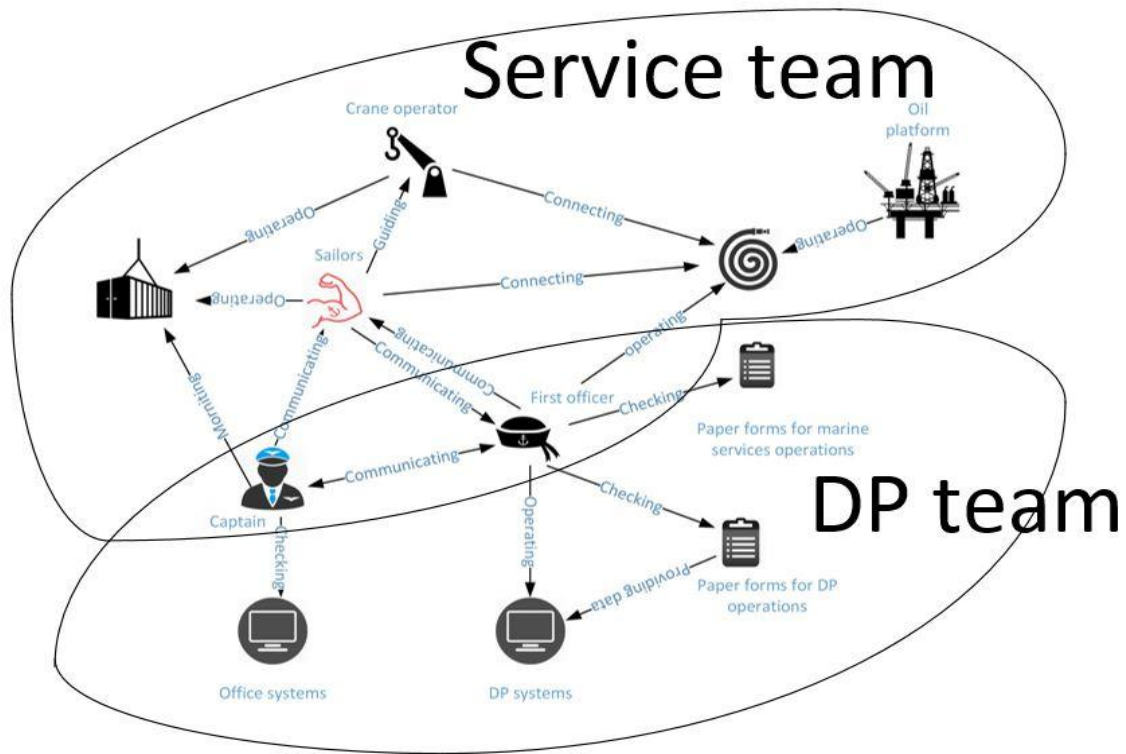 Service team
Crane operator
Oil
platform
Operating
Guiding
Connecting
Operating
Sailors
Operating
Connecting
Communicating
Communicating
operating
Morniting
Communicating
First officer
Checking
Paper forms for marine
services operations
Communicating
DP team
Captain
Checking
Operating
Checking
Providing data
Paper forms for DP
operations
Office systems
DP systems